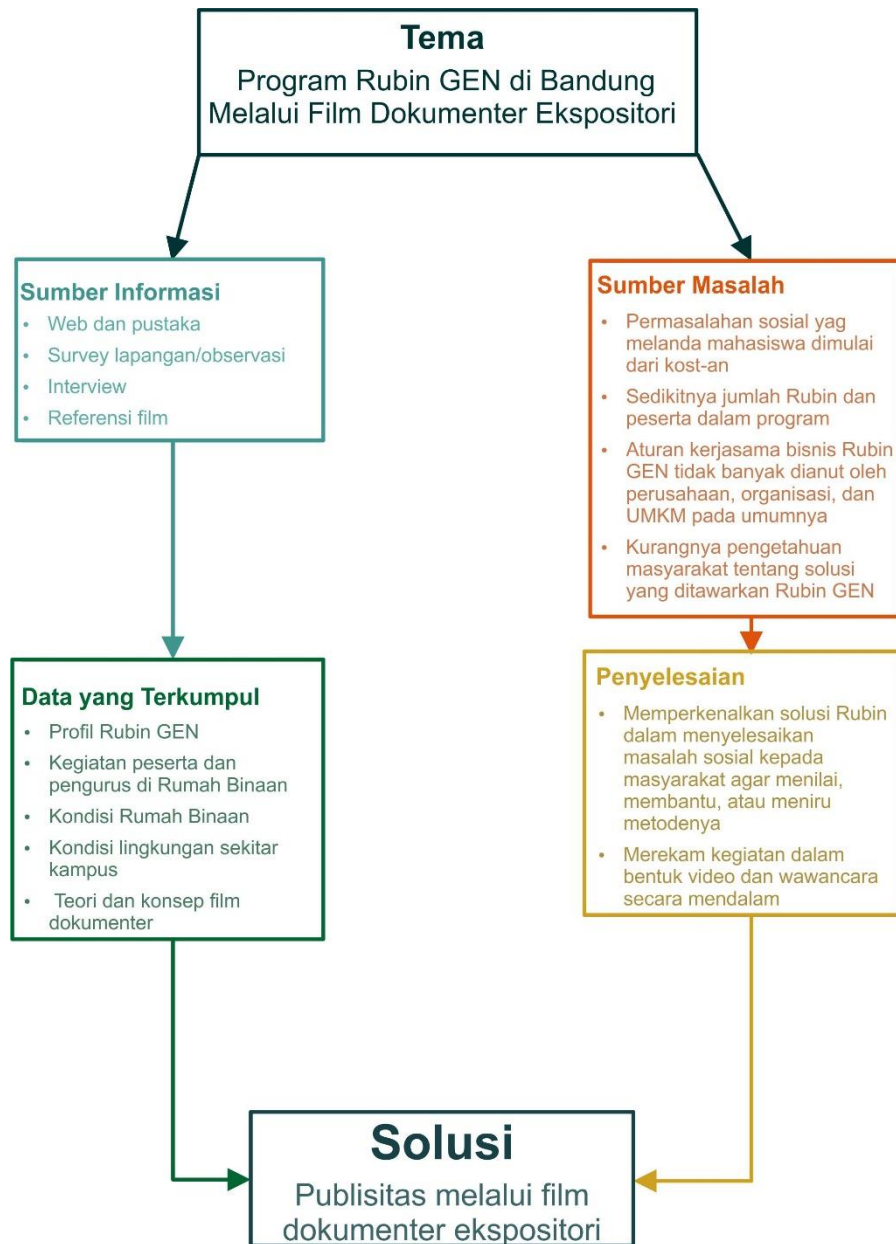 Tema
Program Rubin GEN di Bandung
Melalui Film Dokumenter Ekspositori
Sumber Informasi
• Web dan pustaka
• Survey lapangan/observasi
• Interview
• Referensi film
Sumber Masalah
• Permasalahan sosial yag
melanda mahasiswa dimulai
dari kost-an
• Sedikitnya jumlah Rubin dan
peserta dalam program
• Aturan kerjasama bisnis Rubin
GEN tidak banyak dianut oleh
perusahaan, organisasi, dan
UMKM pada umumnya
• Kurangnya pengetahuan
masyarakat tentang solusi
yang ditawarkan Rubin GEN
Data yang Terkumpul
• Profil Rubin GEN
• Kegiatan peserta dan
pengurus di Rumah Binaan
• Kondisi Rumah Binaan
• Kondisi lingkungan sekitar
kampus
• Teori dan konsep film
dokumenter
Penyelesaian
• Memperkenalkan solusi Rubin
dalam menyelesaikan
masalah sosial kepada
masyarakat agar menilai,
membantu, atau meniru
metodenya
• Merekam kegiatan dalam
bentuk video dan wawancara
secara mendalam
Solusi
Publisitas melalui film
dokumenter ekspositori